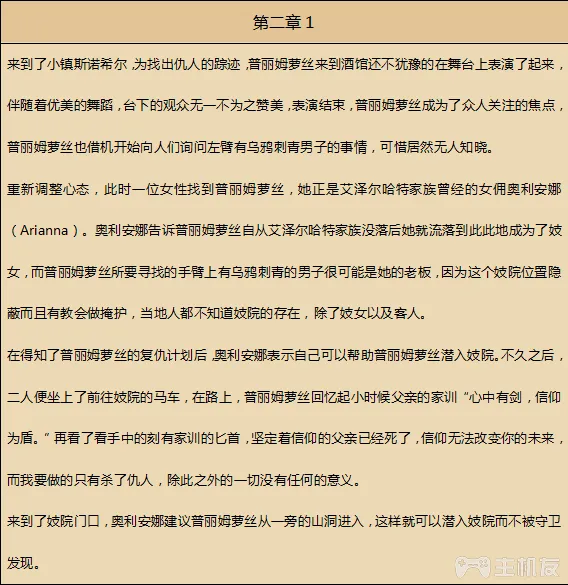 第二章 1
来到了小镇斯诺希尔，为找出仇人的踪迹，普丽姆萝丝来到酒馆还不犹豫的在舞台上表演了起来，
伴随着优美的舞蹈，台下的观众无一不为之赞美，表演结束，普丽姆萝丝成为了众人关注的焦点，
普丽姆萝丝也借机开始向人们询问左臂有乌鸦刺青男子的事情，可惜居然无人知晓。
重新调整心态，此时一位女性找到普丽姆萝丝，她正是艾泽尔哈特家族曾经的女佣奥利安娜
（Arianna）。奥利安娜告诉普丽姆萝丝自从艾泽尔哈特家族没落后她就流落到此此地成为了妓
女，而普丽姆萝丝所要寻找的手臂上有乌鸦刺青的男子很可能是她的老板，因为这个妓院位置隐
蔽而且有教会做掩护，当地人都不知道妓院的存在，除了妓女以及客人。
在得知了普丽姆萝丝的复仇计划后，奥利安娜表示自己可以帮助普丽姆萝丝潜入妓院。不久之后，
二人便坐上了前往妓院的马车，在路上，普丽姆萝丝回忆起小时候父亲的家训“心中有剑，信仰
为盾。”再看了看手中的刻有家训的匕首，坚定着信仰的父亲已经死了，信仰无法改变你的未来，
而我要做的只有杀了仇人，除此之外的一切没有任何的意义。
来到了妓院门口，奥利安娜建议普丽姆萝丝从一旁的山洞进入，这样就可以潜入妓院而不被守卫
发现。
主机友